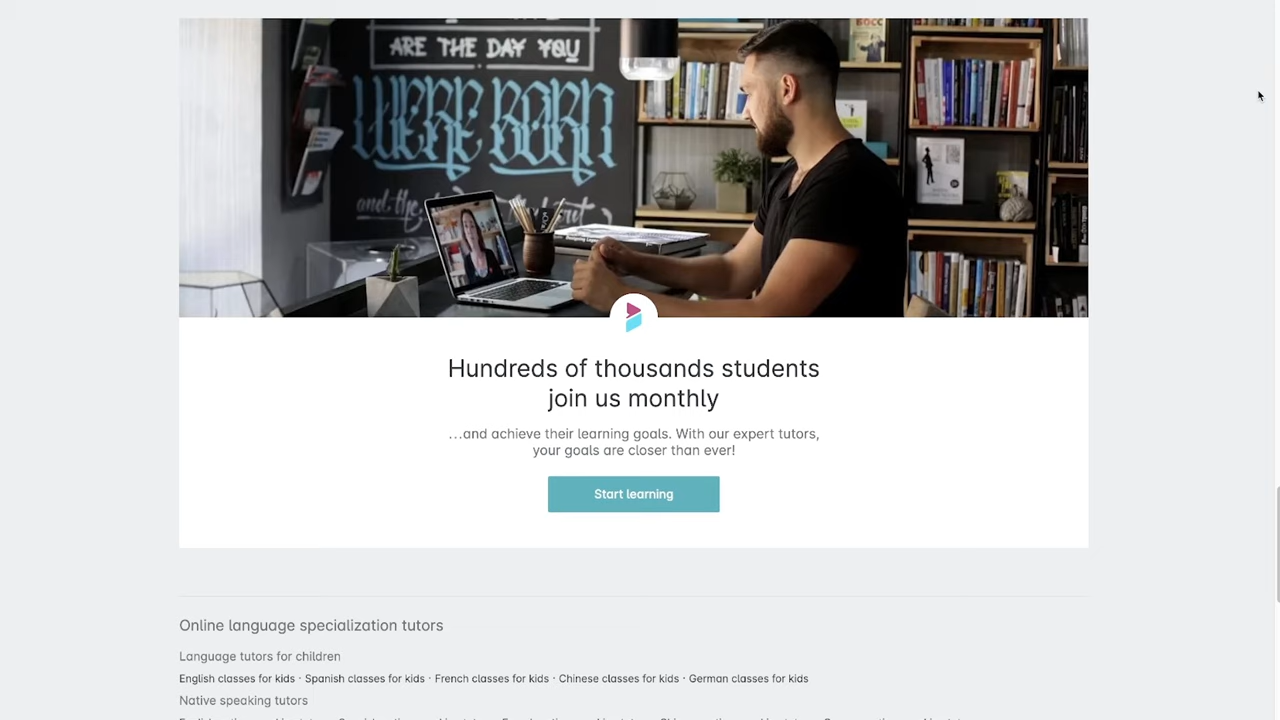 ARE THE DAY YOU
WERE BORN
and the
Hundreds of thousands students
join us monthly
...and achieve their learning goals. With our expert tutors,
your goals are closer than ever!
Start learning
Online language specialization tutors
Language tutors for children
English classes for kids · Spanish classes for kids · French classes for kids · Chinese classes for kids · German classes for kids
Native speaking tutors